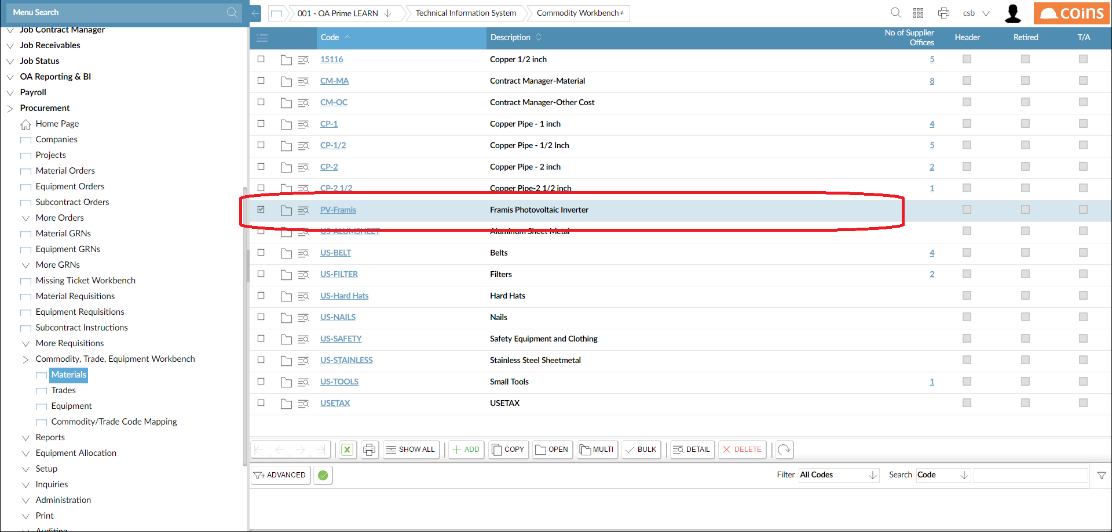 Menu Search
001 - OA Prime LEARN
Technical Information System
Commodity Workbench+
csb
coins
Job Contract Manager
Job Receivables
Job Status
OA Reporting & BI
Payroll
Procurement
Home Page
Companies
Projects
Material Orders
Equipment Orders
Subcontract Orders
More Orders
Material GRNs
Equipment GRNs
More GRNs
Missing Ticket Workbench
Material Requisitions
Equipment Requisitions
Subcontract Instructions
More Requisitions
Commodity, Trade, Equipment Workbench
Materials
Trades
Equipment
Commodity/Trade Code Mapping
Reports
Equipment Allocation
Setup
Inquiries
Administration
Print
Auditing
Code Description No of Supplier Offices Header Retired T/A
15116 Copper 1/2 inch 5
CM-MA Contract Manager-Material 8
CM-OC Contract Manager-Other Cost
CP-1 Copper Pipe - 1 inch 4
CP-1/2 Copper Pipe - 1/2 Inch 5
CP-2 Copper Pipe - 2 inch 2
CP-2 1/2 Copper Pipe-2 1/2 inch 1
PV-Framis Framis Photovoltaic Inverter
US-ALUMSHEET Aluminum Sheet Metal
US-BELT Belts 4
US-FILTER Filters 2
US-Hard Hats Hard Hats
US-NAILS Nails
US-SAFETY Safety Equipment and Clothing
US-STAINLESS Stainless Steel Sheetmetal
US-TOOLS Small Tools 1
USETAX USETAX
SHOW ALL ADD COPY OPEN MULTI BULK DETAIL DELETE
ADVANCED Filter All Codes Search Code